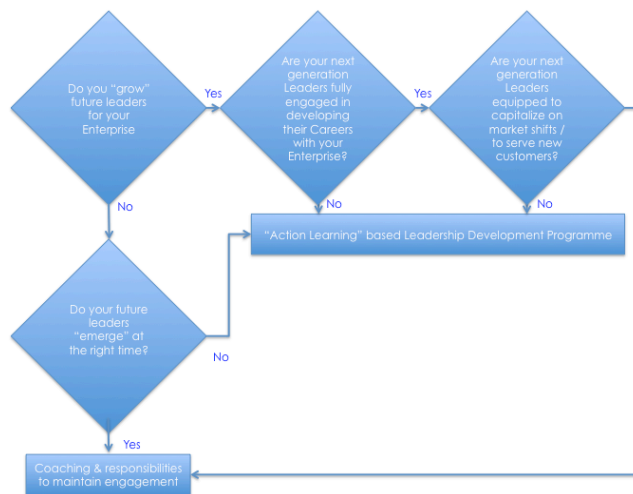 Do you “grow”
future leaders
for your
Enterprise
Yes
Are your next
generation
Leaders fully
engaged in
developing
their Careers
with your
Enterprise?
Yes
Are your next
generation
Leaders
equipped to
capitalize on
market shifts /
to serve new
customers?
No
No
No
“Action Learning” based Leadership Development Programme
Do your future
leaders
“emerge” at
the right time?
No
Yes
Coaching & responsibilities
to maintain engagement